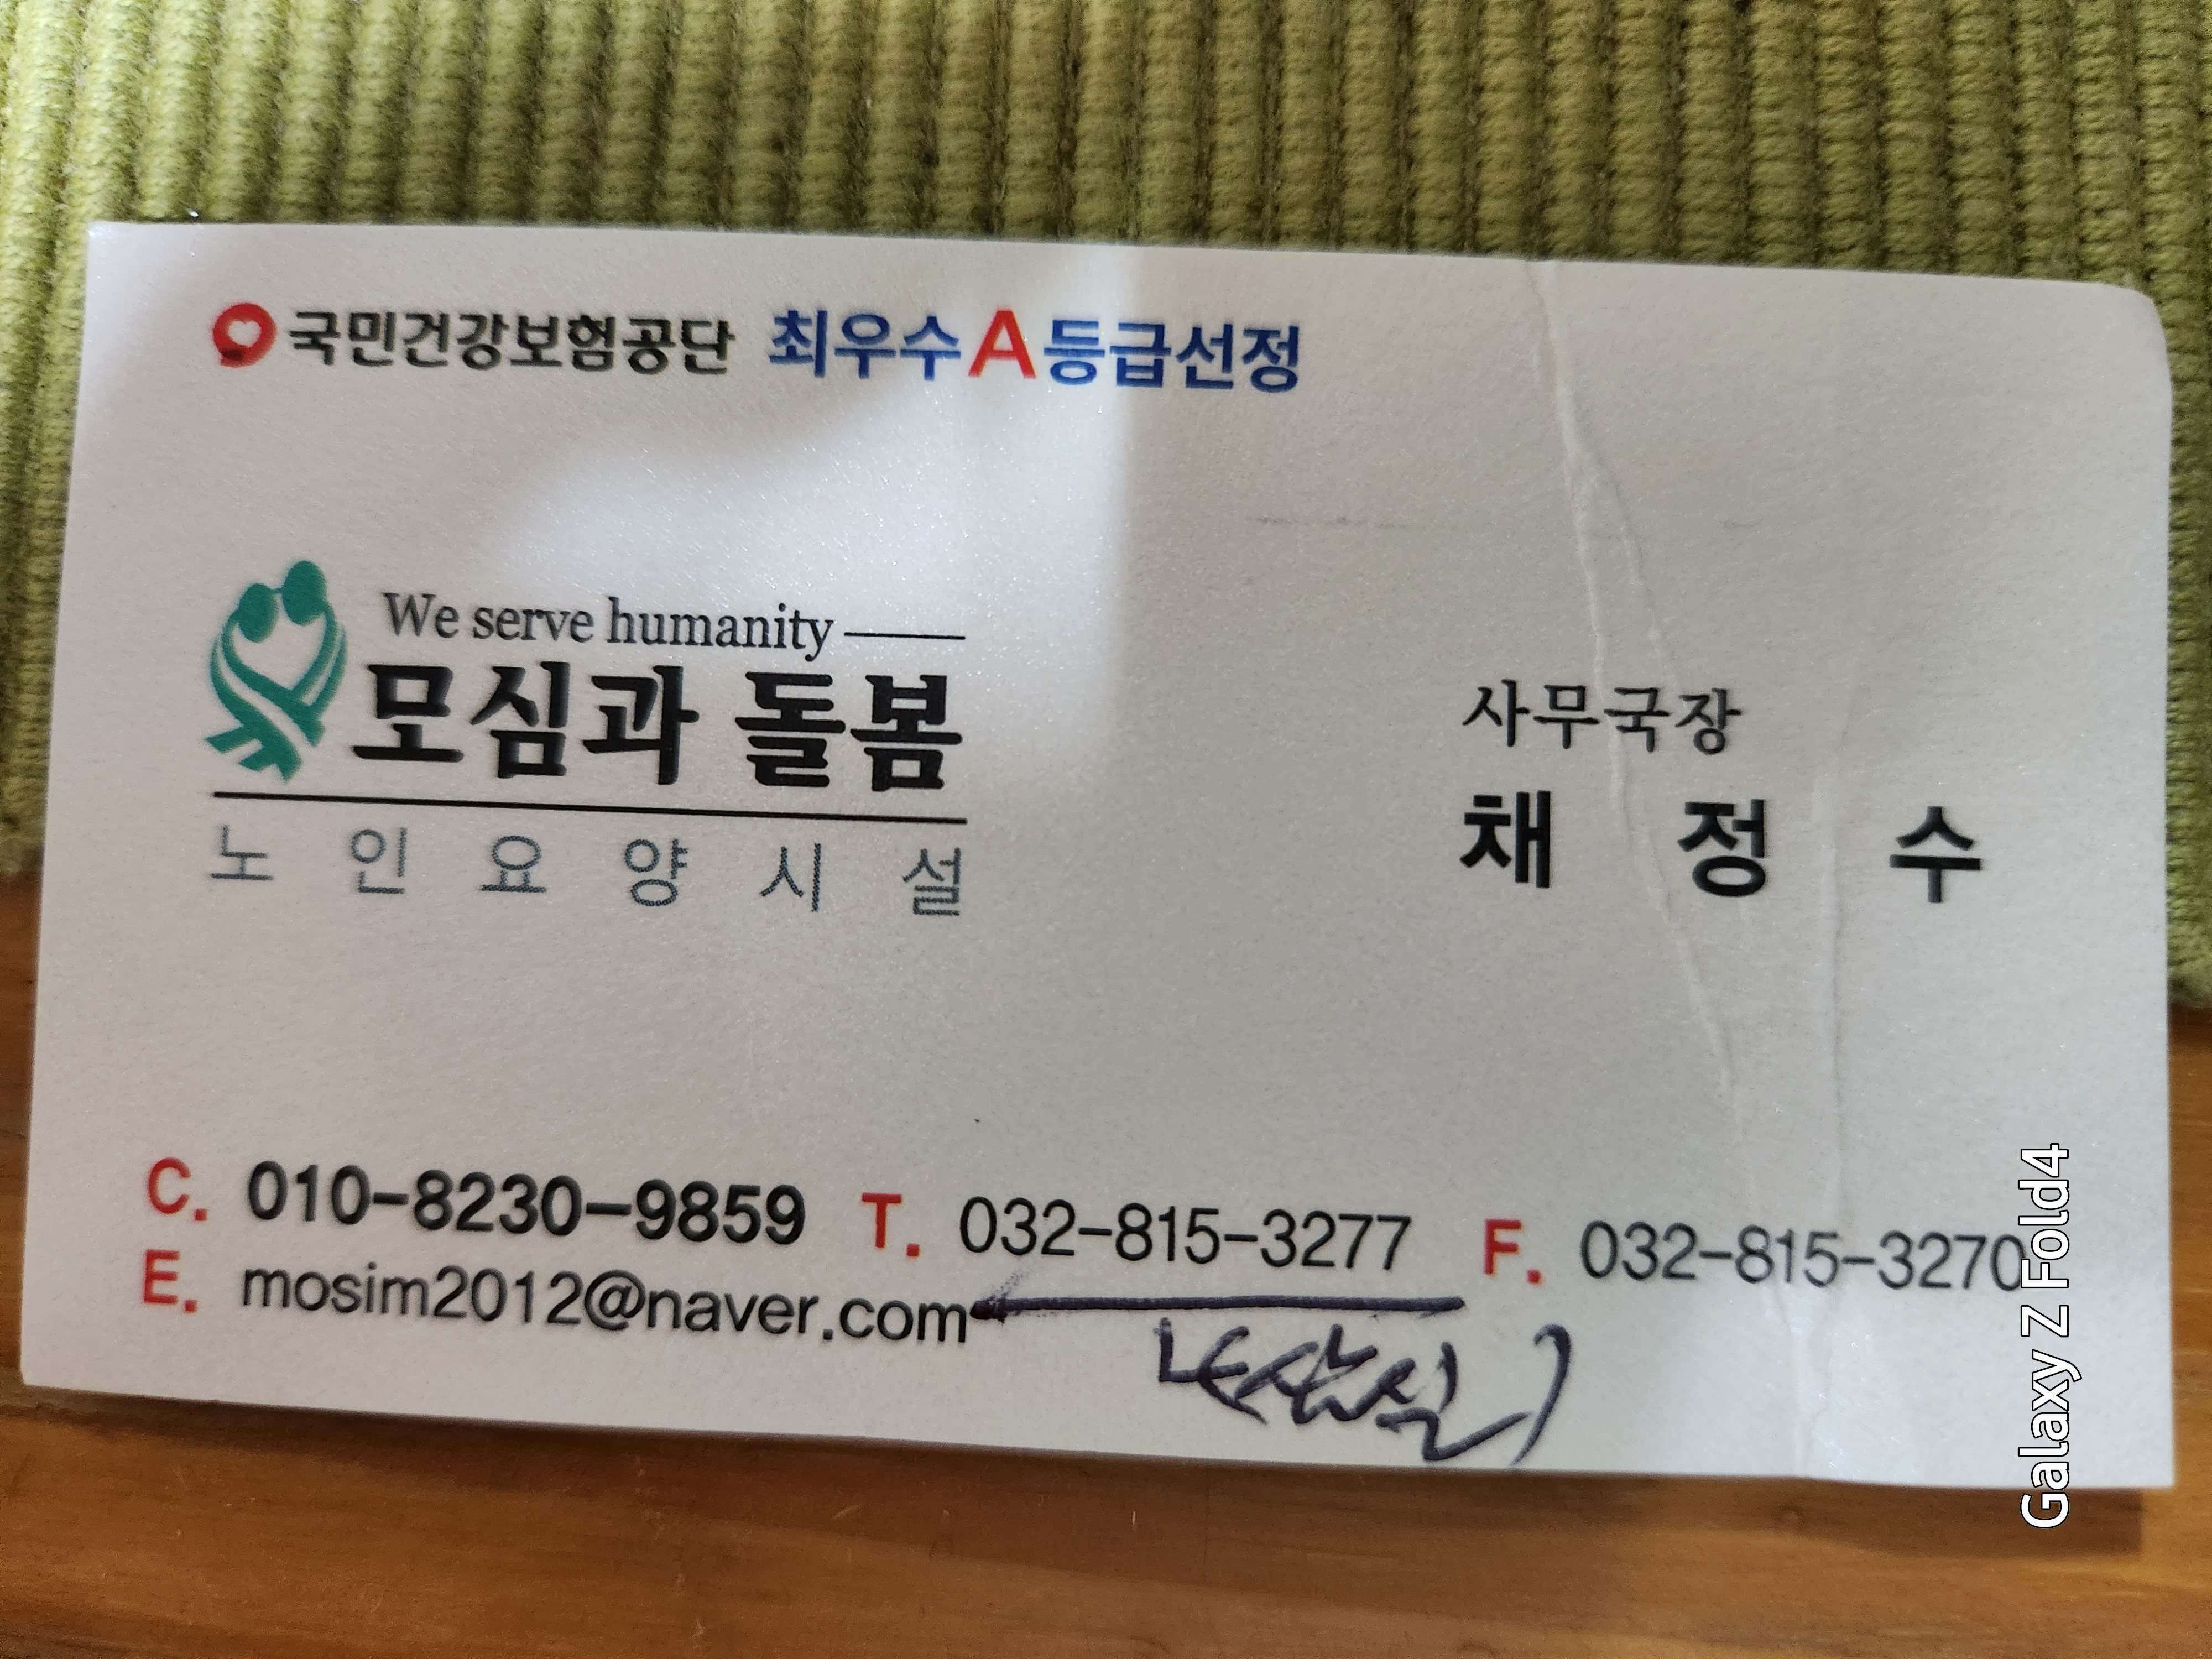 국민건강보험공단 최우수A등급선정
We serve humanity
모심과 돌봄
노인요양시설
사무국장
채 정 수
C. 010-8230-9859 T. 032-815-3277 F. 032-815-3270
E. mosim2012@naver.com
Galaxy Z Fold4